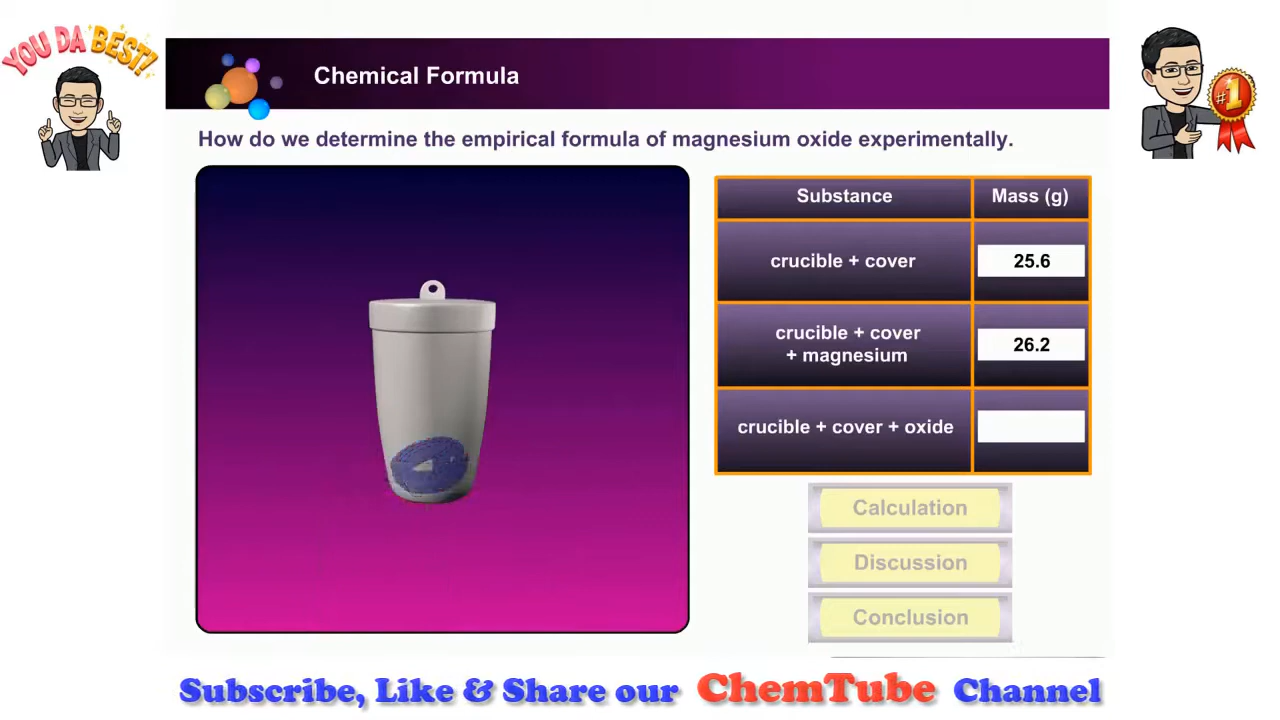 YOU DA BEST!
Chemical Formula
#1
How do we determine the empirical formula of magnesium oxide experimentally.
Substance Mass (g)
crucible + cover 25.6
crucible + cover
+ magnesium 26.2
crucible + cover + oxide
Calculation
Discussion
Conclusion
Subscribe, Like & Share our ChemTube Channel